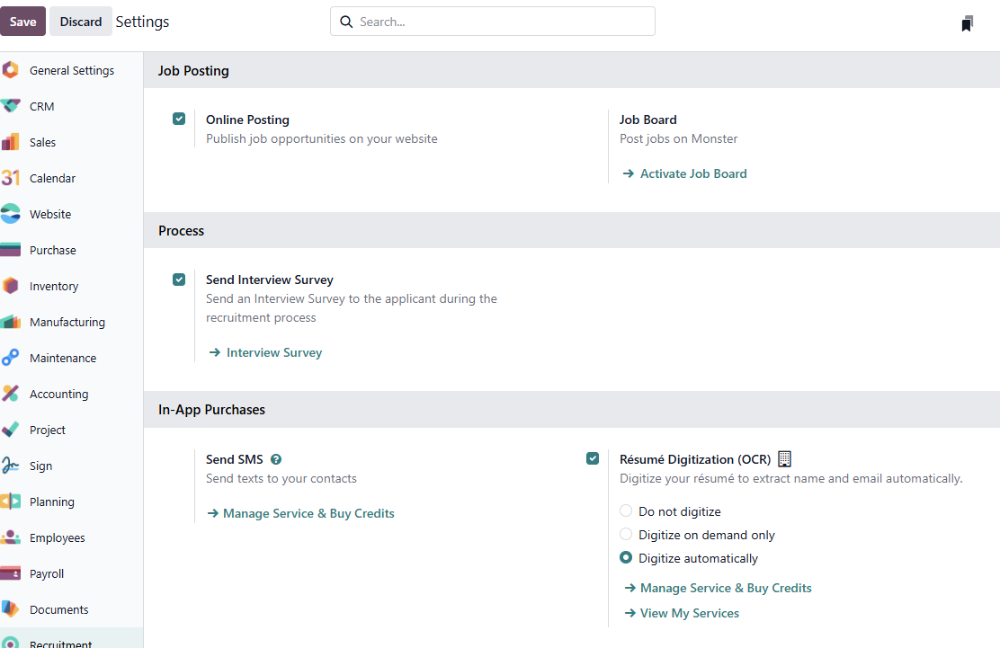 Save
Discard
Settings
Search...
General Settings
CRM
Sales
31
Calendar
Website
Purchase
Inventory
Manufacturing
Maintenance
Accounting
Project
Sign
Planning
Employees
Payroll
Documents
Recruitment
Job Posting
Online Posting
Publish job opportunities on your website
Job Board
Post jobs on Monster
→ Activate Job Board
Process
Send Interview Survey
Send an Interview Survey to the applicant during the
recruitment process
→ Interview Survey
In-App Purchases
Send SMS ?
Send texts to your contacts
→ Manage Service & Buy Credits
Résumé Digitization (OCR)
Digitize your résumé to extract name and email automatically.
Do not digitize
Digitize on demand only
Digitize automatically
→ Manage Service & Buy Credits
→ View My Services